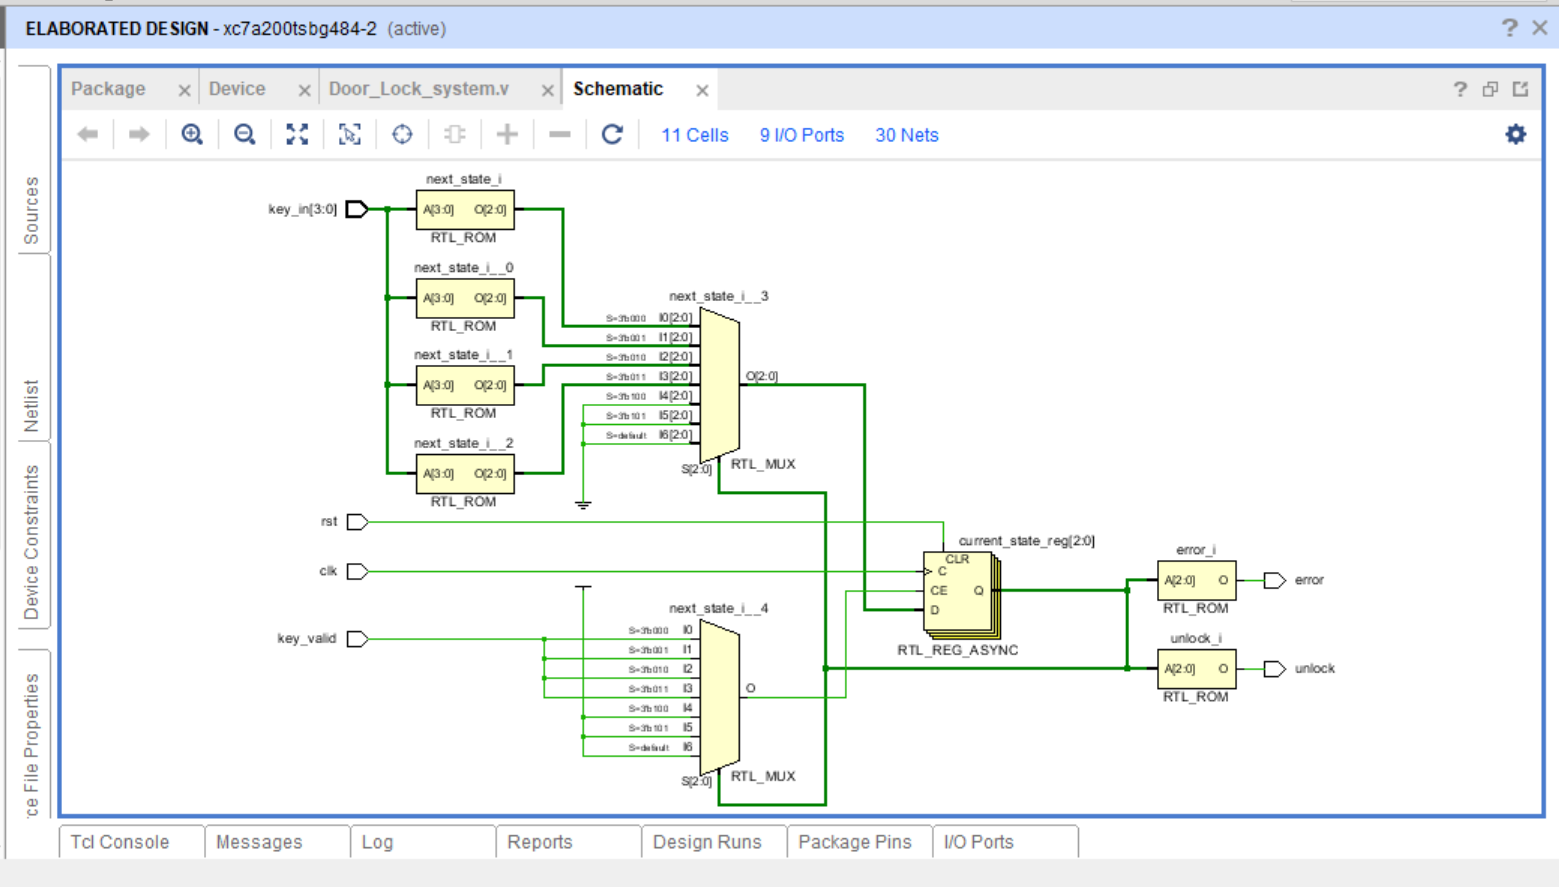 ELABORATED DESIGN - xc7a200tsbg484-2 (active)
Package
Device
Door_Lock_system.v
Schematic
11 Cells
9 I/O Ports
30 Nets
Sources
Netlist
Device Constraints
ce File Properties
next_state_i
key_in[3:0]
A[3:0] O[2:0]
RTL_ROM
next_state_i__0
A[3:0] O[2:0]
RTL_ROM
next_state_i__1
A[3:0] O[2:0]
RTL_ROM
next_state_i__2
A[3:0] O[2:0]
RTL_ROM
next_state_i__3
S=3'b000 I0[2:0]
S=3'b001 I1[2:0]
S=3'b010 I2[2:0]
S=3'b011 I3[2:0]
S=3'b100 I4[2:0]
S=3'b101 I5[2:0]
S=default I6[2:0]
O[2:0]
S[2:0]
RTL_MUX
rst
clk
key_valid
next_state_i__4
S=3'b000 I0
S=3'b001 I1
S=3'b010 I2
S=3'b011 I3
S=3'b100 I4
S=3'b101 I5
S=default I6
O
S[2:0]
RTL_MUX
current_state_reg[2:0]
CLR
C
CE Q
D
RTL_REG_ASYNC
error_i
A[2:0] O
RTL_ROM
error
unlock_i
A[2:0] O
RTL_ROM
unlock
Tcl Console
Messages
Log
Reports
Design Runs
Package Pins
I/O Ports